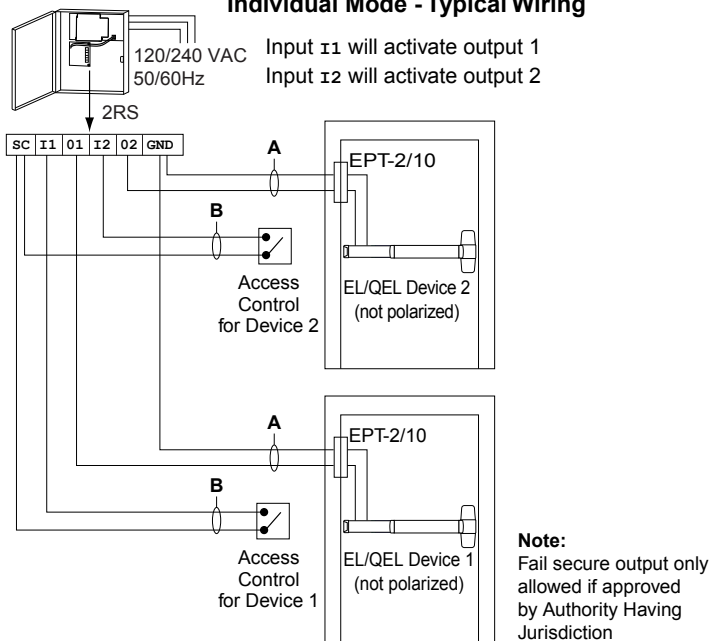 Individual Mode - Typical Wiring
120/240 VAC
50/60Hz
Input I1 will activate output 1
Input I2 will activate output 2
2RS
SC I1 01 I2 02 GND
A
EPT-2/10
B
Access
Control
for Device 2
EL/QEL Device 2
(not polarized)
A
EPT-2/10
B
Access
Control
for Device 1
EL/QEL Device 1
(not polarized)
Note:
Fail secure output only
allowed if approved
by Authority Having
Jurisdiction